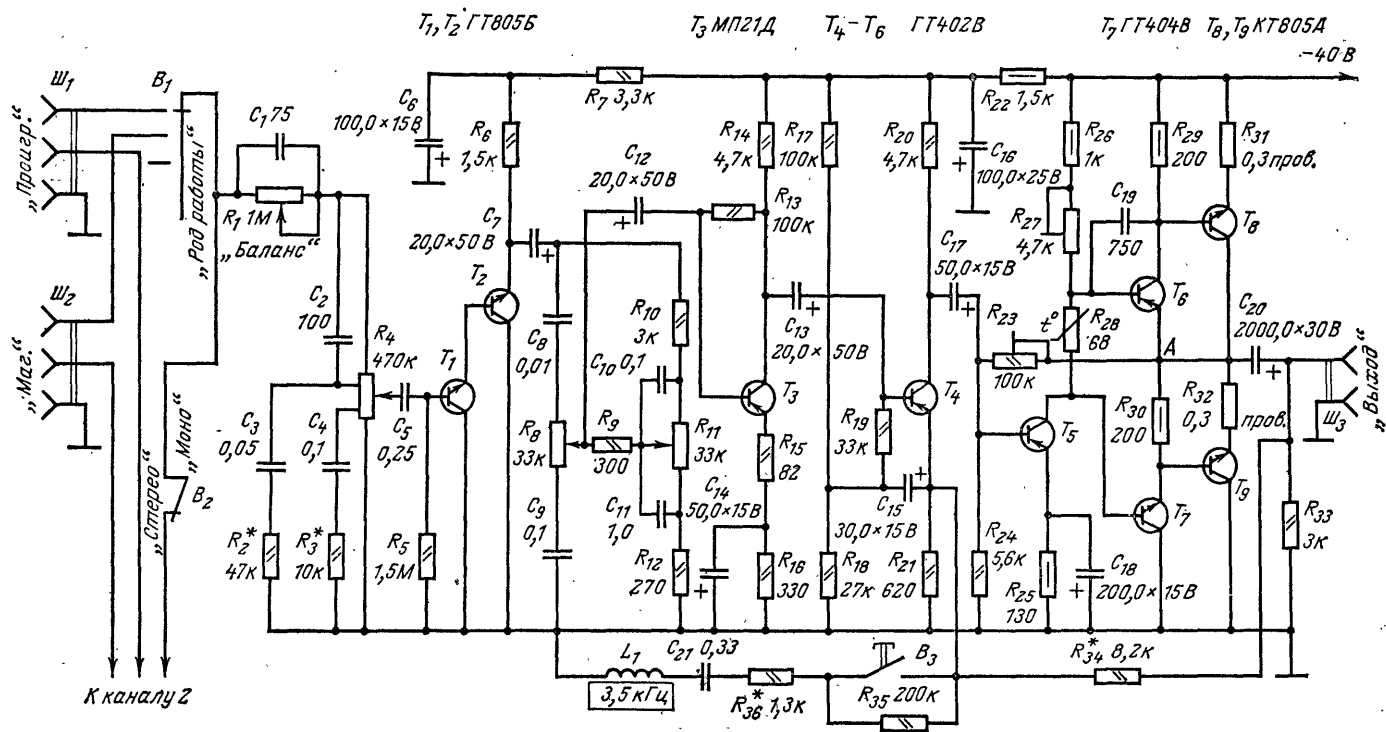 T1, T2 ГТ805Б
T3 МП21Д
T4 – T6 ГТ402В
T7 ГТ404В
T8, T9 КТ805А
–40 В
Ш1
„Проигр."
Ш2
„Маг."
В1
„Род работы"
C1 75
R1 1М
„Баланс"
C2
100
R4
470к
C3
0,05
C4
0,1
C5
0,25
R2*
47к
R3*
10к
R5
1,5М
„Стерео"
„Моно"
В2
К каналу 2
C6
100,0×15В
R6
1,5к
R7 3,3к
C7
20,0×50В
T1
T2
C8
0,01
R8
33к
C9
0,1
R9
300
C10 0,1
R10
3к
R11
33к
C11
1,0
R12
270
C12
20,0×50В
R13
100к
R14
4,7к
C13
20,0×50В
T3
R15
82
C14
50,0×15В
R16
330
R17
100к
R18
27к
R19
33к
C15
30,0×15В
R20
4,7к
T4
R21
620
C16
100,0×25В
R22 1,5к
C17
50,0×15В
R23
100к
R24
5,6к
R25
130
T5
C18
200,0×15В
R26
1к
R27
4,7к
t°
R28
68
C19
750
R29
200
T6
А
R30
200
T7
R31
0,3 пров.
T8
R32
0,3 пров.
T9
C20
2000,0×30В
Ш3
„Выход"
R33
3к
L1
3,5кГц
C21 0,33
R36* 1,3к
В3
R35 200к
R34* 8,2к